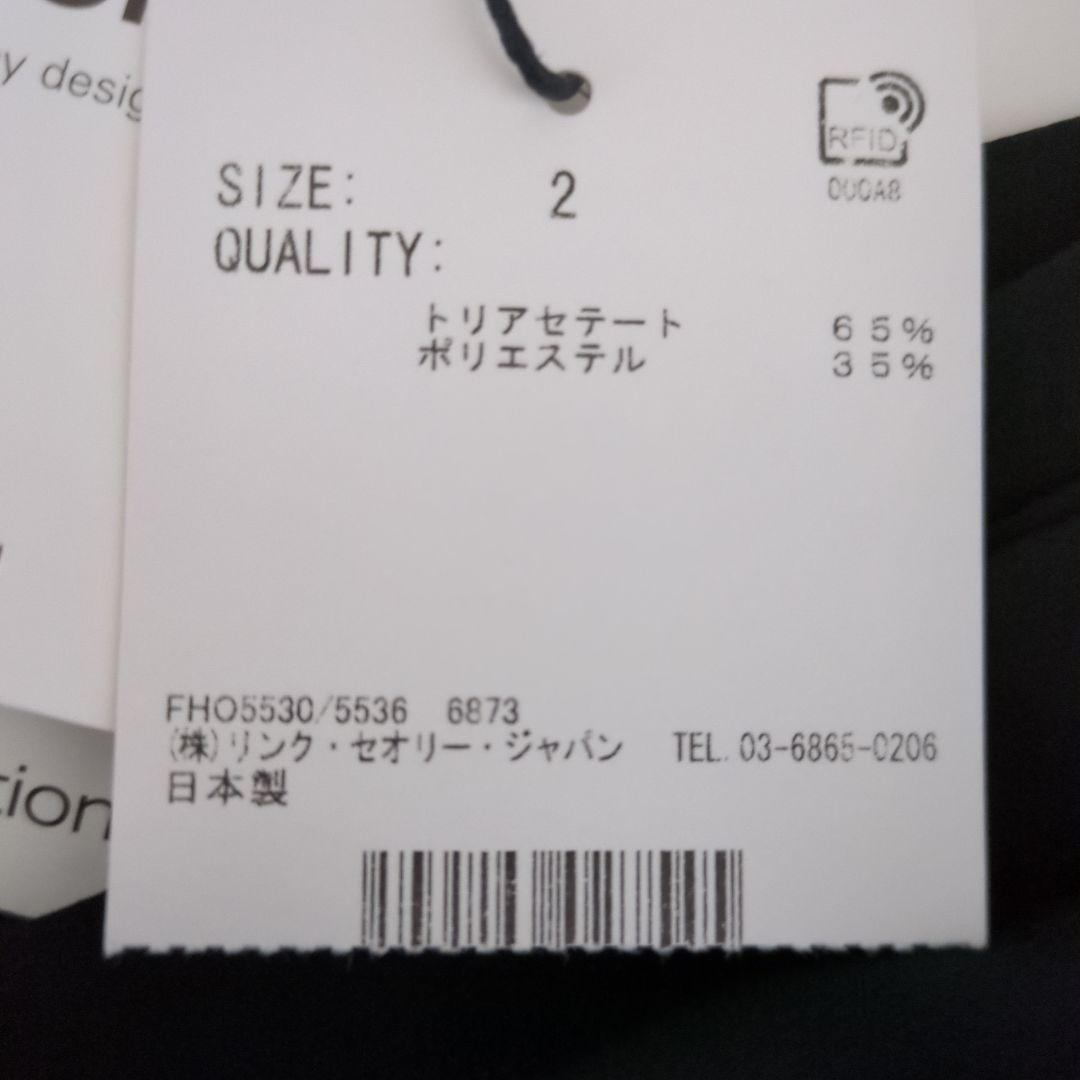 y desig
RFID
SIZE: 2
QUALITY:
トリアセテート 65%
ポリエステル 35%
FHO5530/5536 6873
(株)リンク・セオリー・ジャパン TEL. 03-6865-0206
日本製
tion